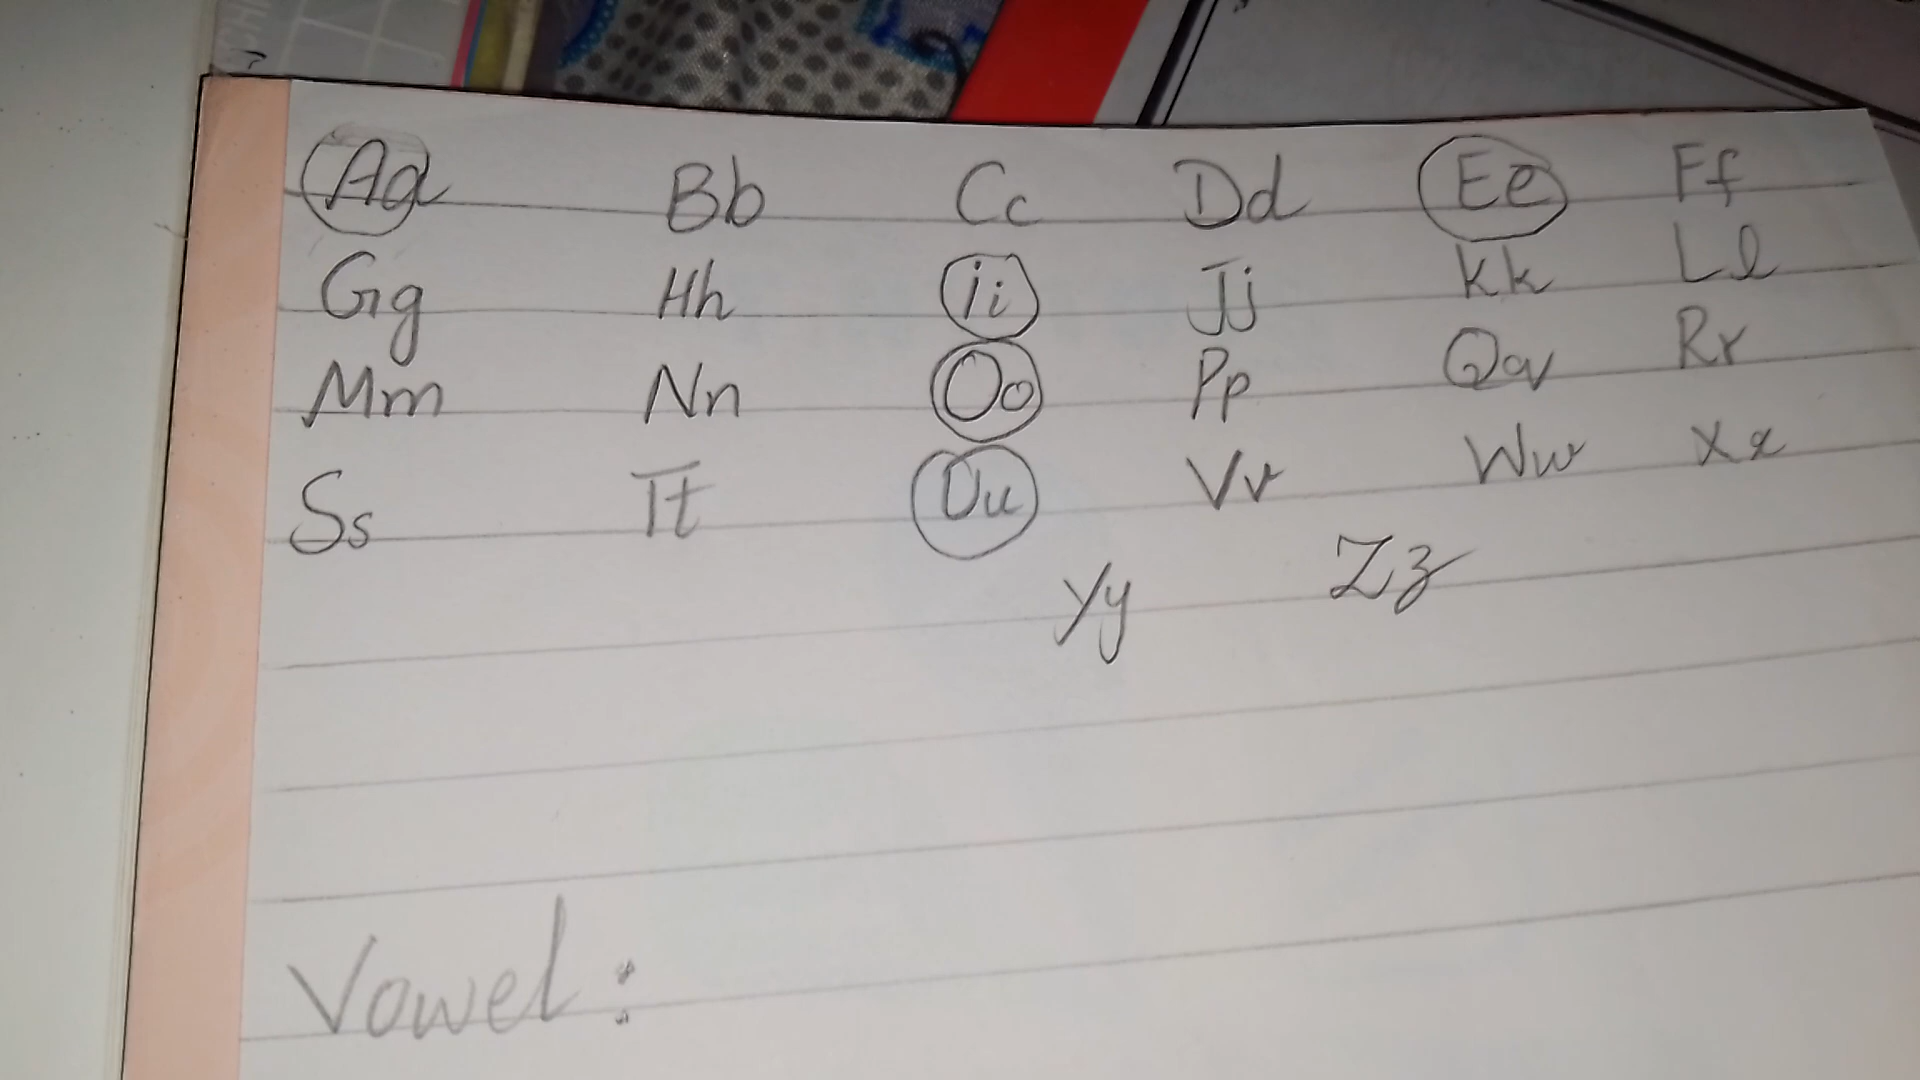 Aa Bb Cc Dd Ee Ff
Gg Hh Ii Jj Kk Ll
Mm Nn Oo Pp Qq Rr
Ss Tt Uu Vv Ww Xx
Yy Zz
Vowel: